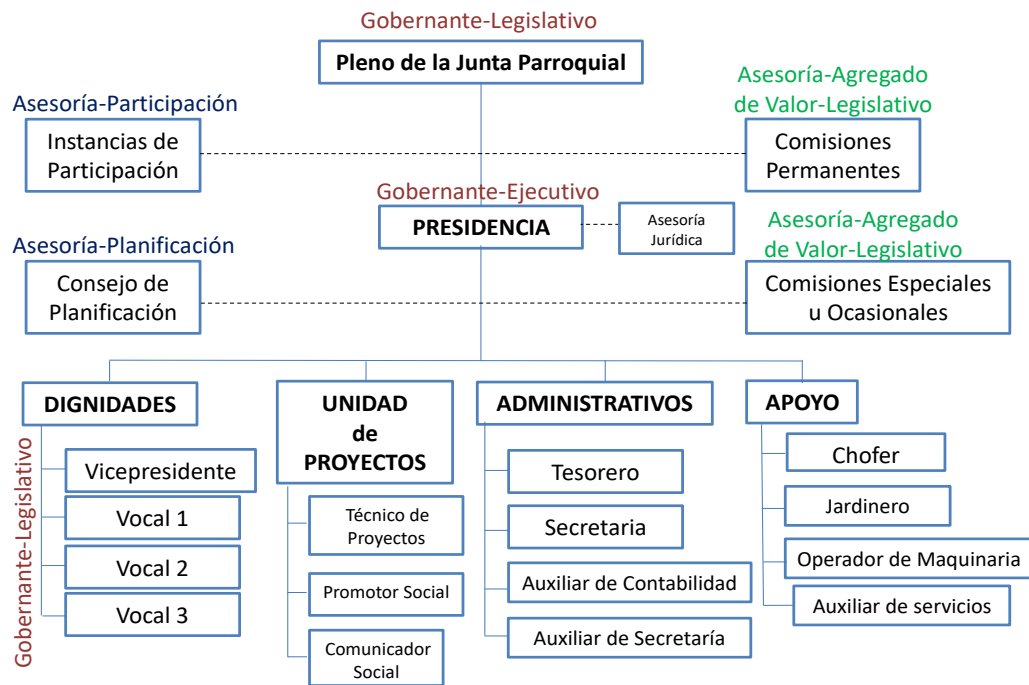 Gobernante-Legislativo
Pleno de la Junta Parroquial
Asesoría-Participación
Instancias de
Participación
Asesoría-Agregado
de Valor-Legislativo
Comisiones
Permanentes
Gobernante-Ejecutivo
PRESIDENCIA
Asesoría
Jurídica
Asesoría-Planificación
Consejo de
Planificación
Asesoría-Agregado
de Valor-Legislativo
Comisiones Especiales
u Ocasionales
DIGNIDADES
Gobernante-Legislativo
Vicepresidente
Vocal 1
Vocal 2
Vocal 3
UNIDAD
de
PROYECTOS
Técnico de
Proyectos
Promotor Social
Comunicador
Social
ADMINISTRATIVOS
Tesorero
Secretaria
Auxiliar de Contabilidad
Auxiliar de Secretaría
APOYO
Chofer
Jardinero
Operador de Maquinaria
Auxiliar de servicios